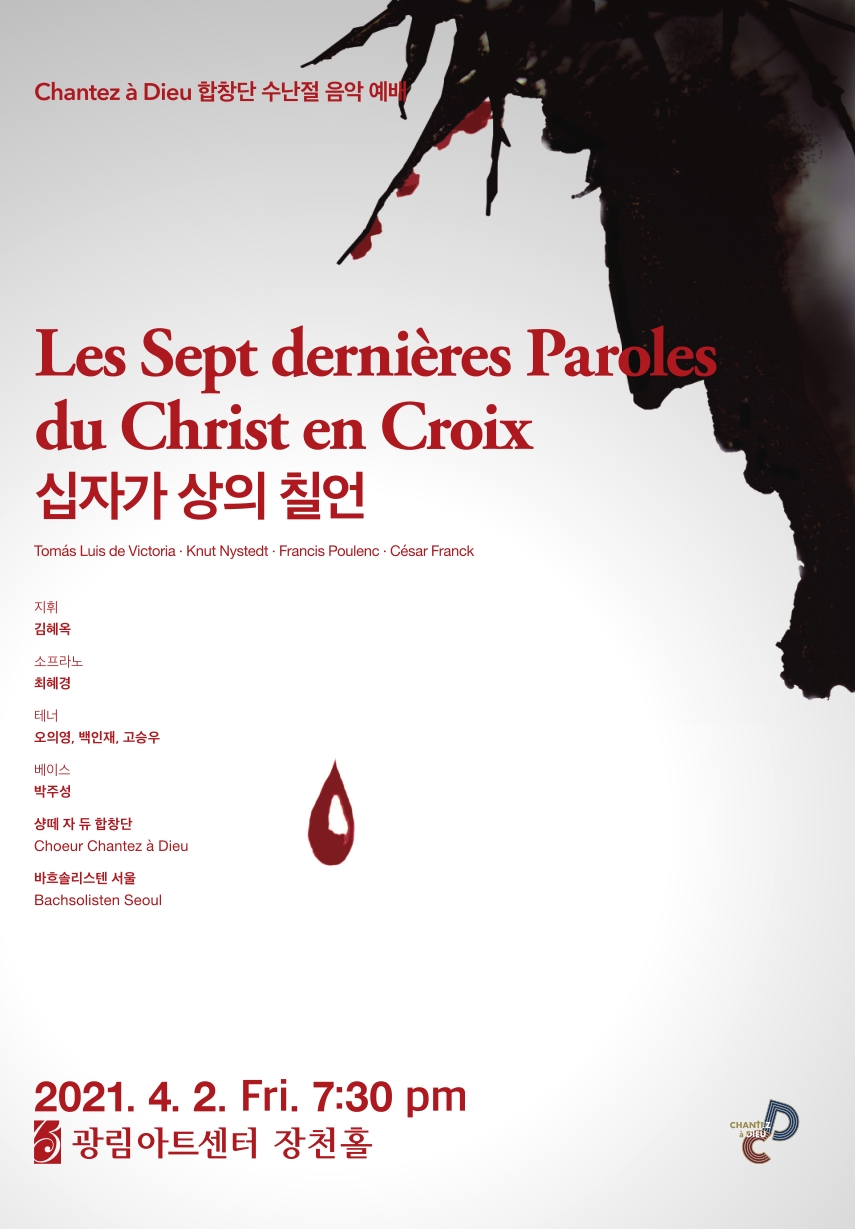 Chantez à Dieu 합창단 수난절 음악 예배
Les Sept dernières Paroles
du Christ en Croix
십자가 상의 칠언
Tomás Luis de Victoria · Knut Nystedt · Francis Poulenc · César Franck
지휘
김혜옥
소프라노
최혜경
테너
오의영, 백인재, 고승우
베이스
박주성
샹떼 자 듀 합창단
Choeur Chantez à Dieu
바흐솔리스텐 서울
Bachsolisten Seoul
2021. 4. 2. Fri. 7:30 pm
광림아트센터 장천홀
CHANTEZ
à DIEU